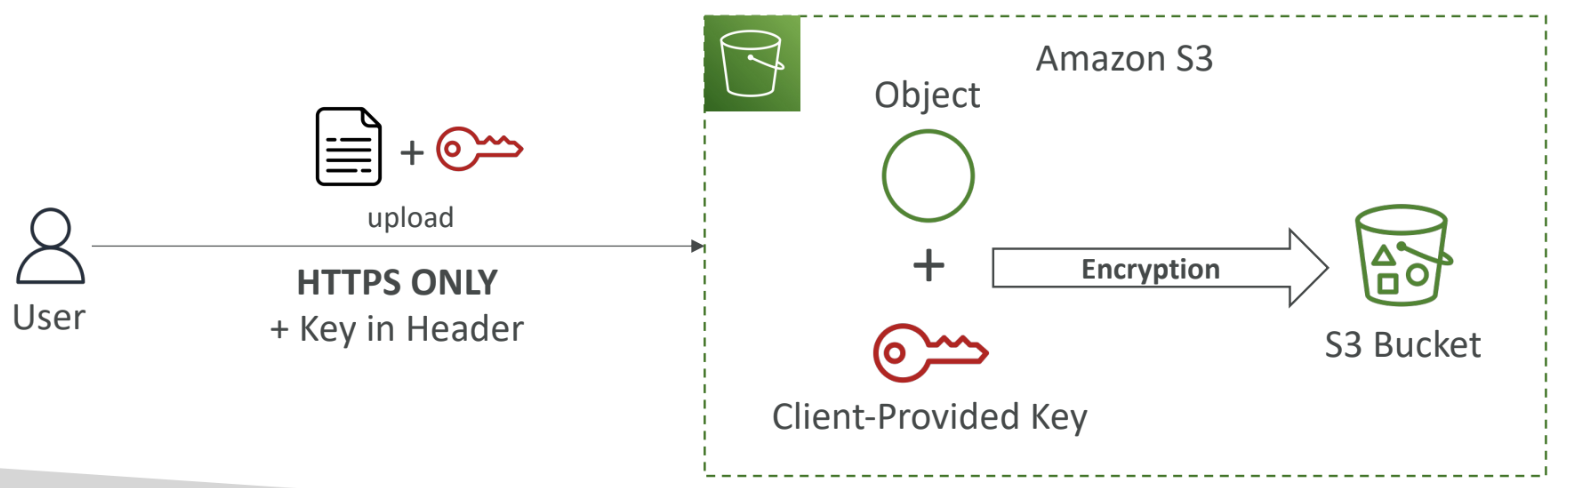 Amazon S3
Object
+
upload
HTTPS ONLY
+ Key in Header
User
+
Encryption
S3 Bucket
Client-Provided Key